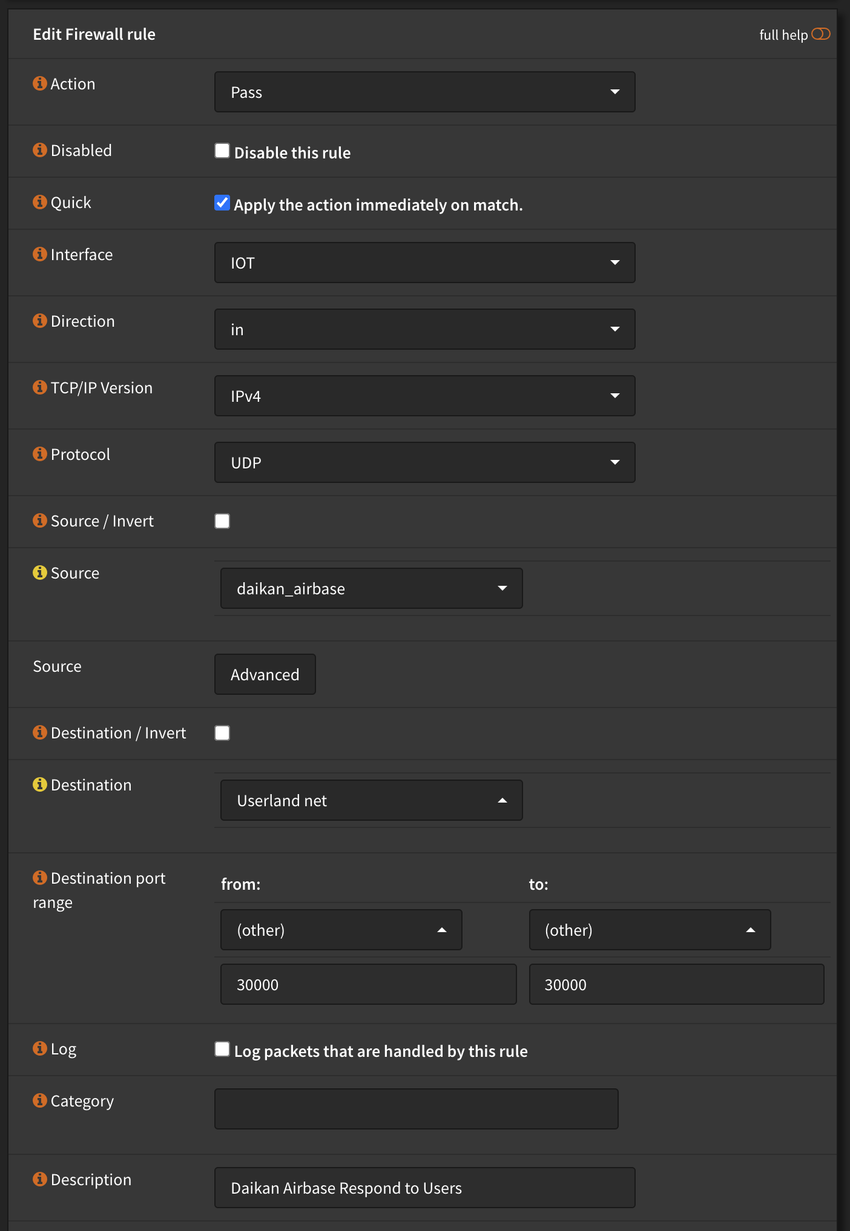 Edit Firewall rule
full help
Action
Pass
Disabled
Disable this rule
Quick
Apply the action immediately on match.
Interface
IOT
Direction
in
TCP/IP Version
IPv4
Protocol
UDP
Source / Invert
Source
daikan_airbase
Source
Advanced
Destination / Invert
Destination
Userland net
Destination port
range
from:
to:
(other)
(other)
30000
30000
Log
Log packets that are handled by this rule
Category
Description
Daikan Airbase Respond to Users